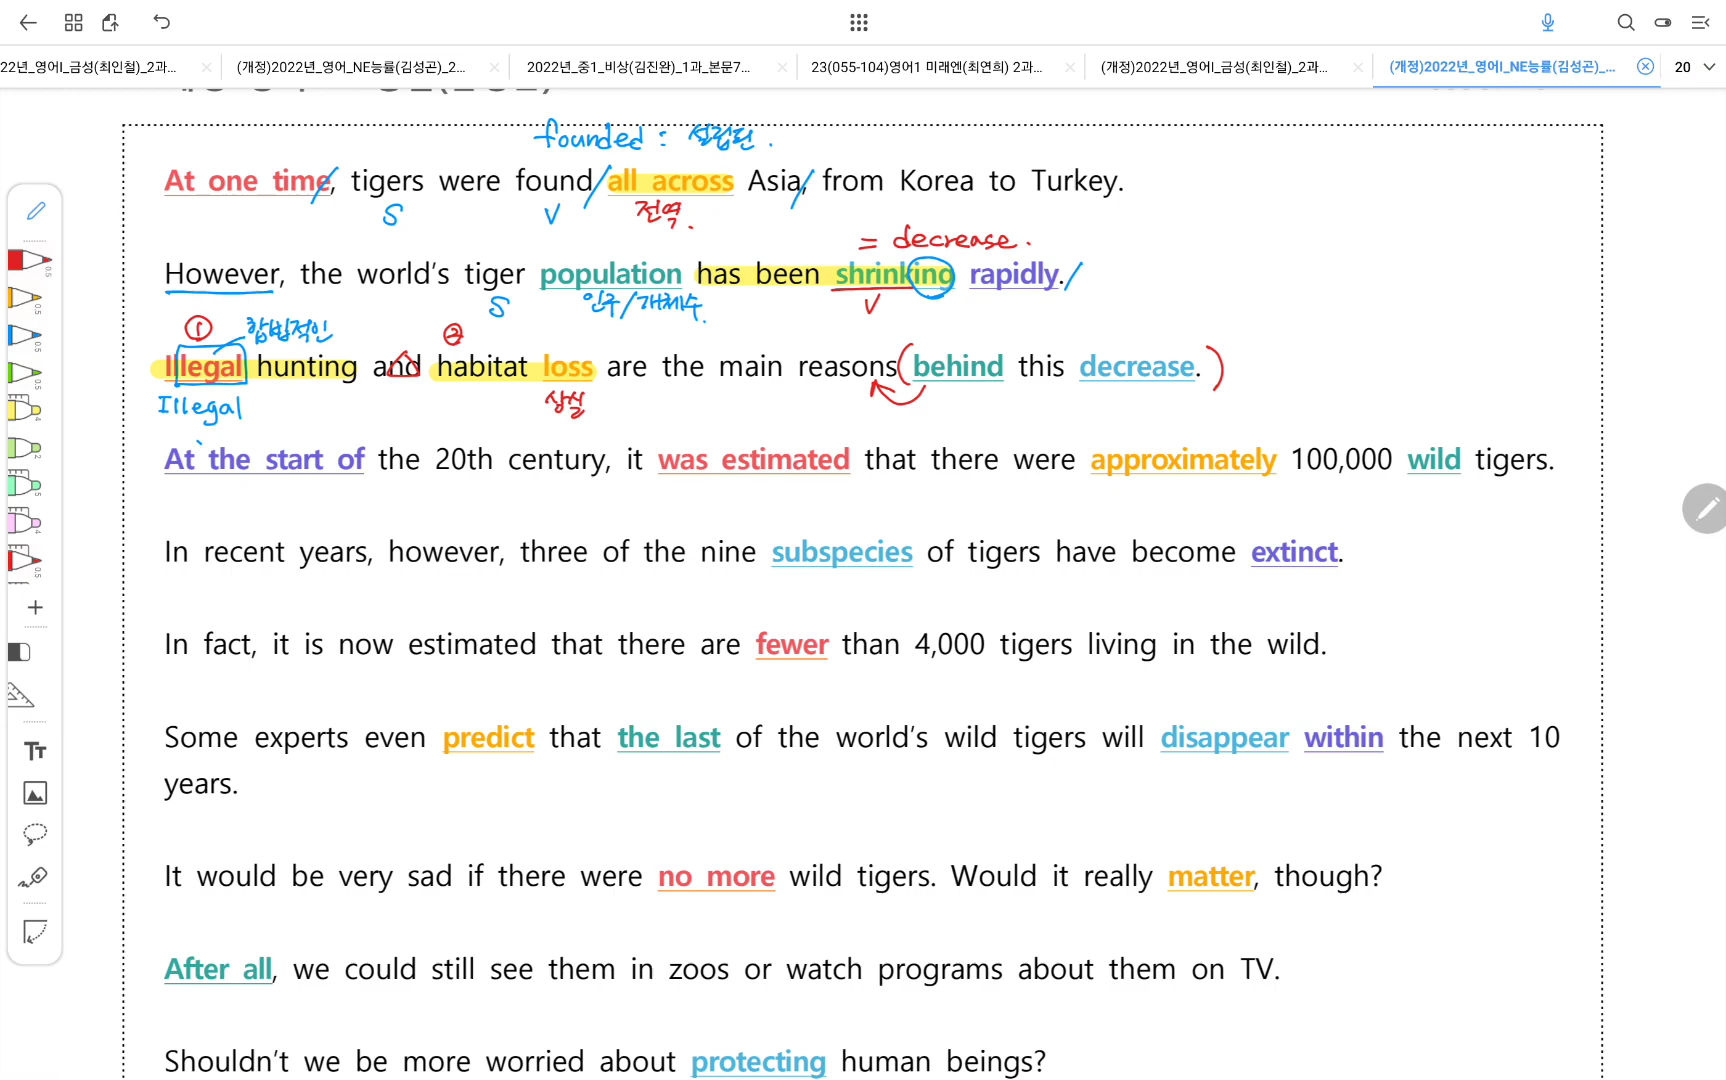 22년_영어I_금성(최인철)_2과...
(개정)2022년_영어_NE능률(김성곤)_2...
2022년_중1_비상(김진완)_1과_본문7...
23(055-104)영어1 미래엔(최연희) 2과...
(개정)2022년_영어I_금성(최인철)_2과...
(개정)2022년_영어I_NE능률(김성곤)_...
20
founded : 설립된.
At one time, tigers were found all across Asia, from Korea to Turkey.
S
V
전역.
= decrease.
However, the world's tiger population has been shrinking rapidly.
S
인구/개체수.
V
① 합법적인
②
Illegal hunting and habitat loss are the main reasons behind this decrease.
Illegal
상실
At the start of the 20th century, it was estimated that there were approximately 100,000 wild tigers.
In recent years, however, three of the nine subspecies of tigers have become extinct.
In fact, it is now estimated that there are fewer than 4,000 tigers living in the wild.
Some experts even predict that the last of the world's wild tigers will disappear within the next 10
years.
It would be very sad if there were no more wild tigers. Would it really matter, though?
After all, we could still see them in zoos or watch programs about them on TV.
Shouldn't we be more worried about protecting human beings?